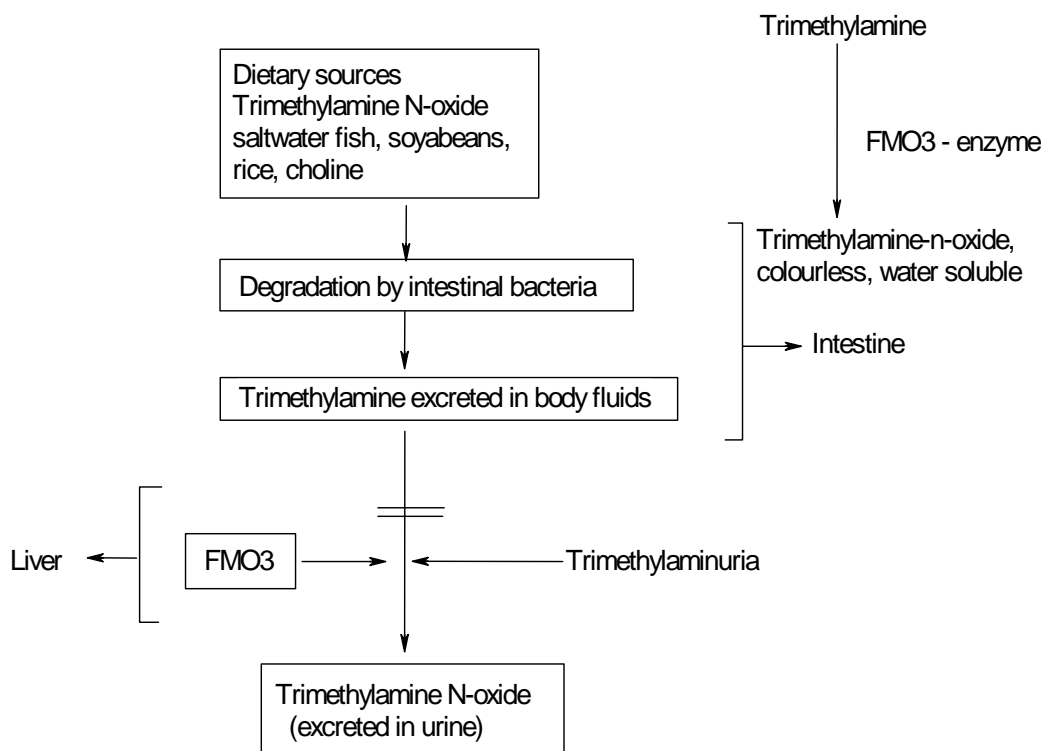 Trimethylamine
FMO3 - enzyme
Trimethylamine-n-oxide,
colourless, water soluble
Intestine
Dietary sources
Trimethylamine N-oxide
saltwater fish, soyabeans,
rice, choline
Degradation by intestinal bacteria
Trimethylamine excreted in body fluids
Liver
FMO3
Trimethylaminuria
Trimethylamine N-oxide
(excreted in urine)